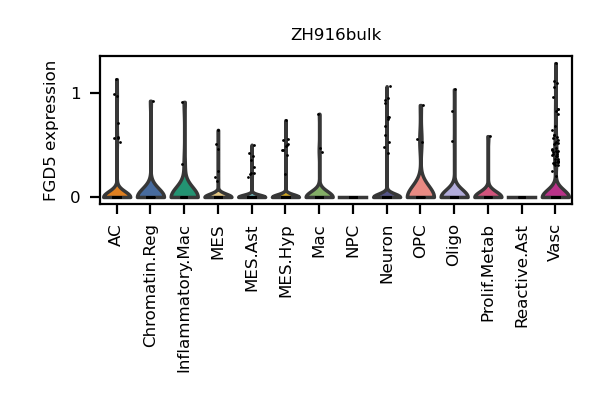 ZH916bulk
FGD5 expression
1
0
AC
Chromatin.Reg
Inflammatory.Mac
MES
MES.Ast
MES.Hyp
Mac
NPC
Neuron
OPC
Oligo
Prolif.Metab
Reactive.Ast
Vasc